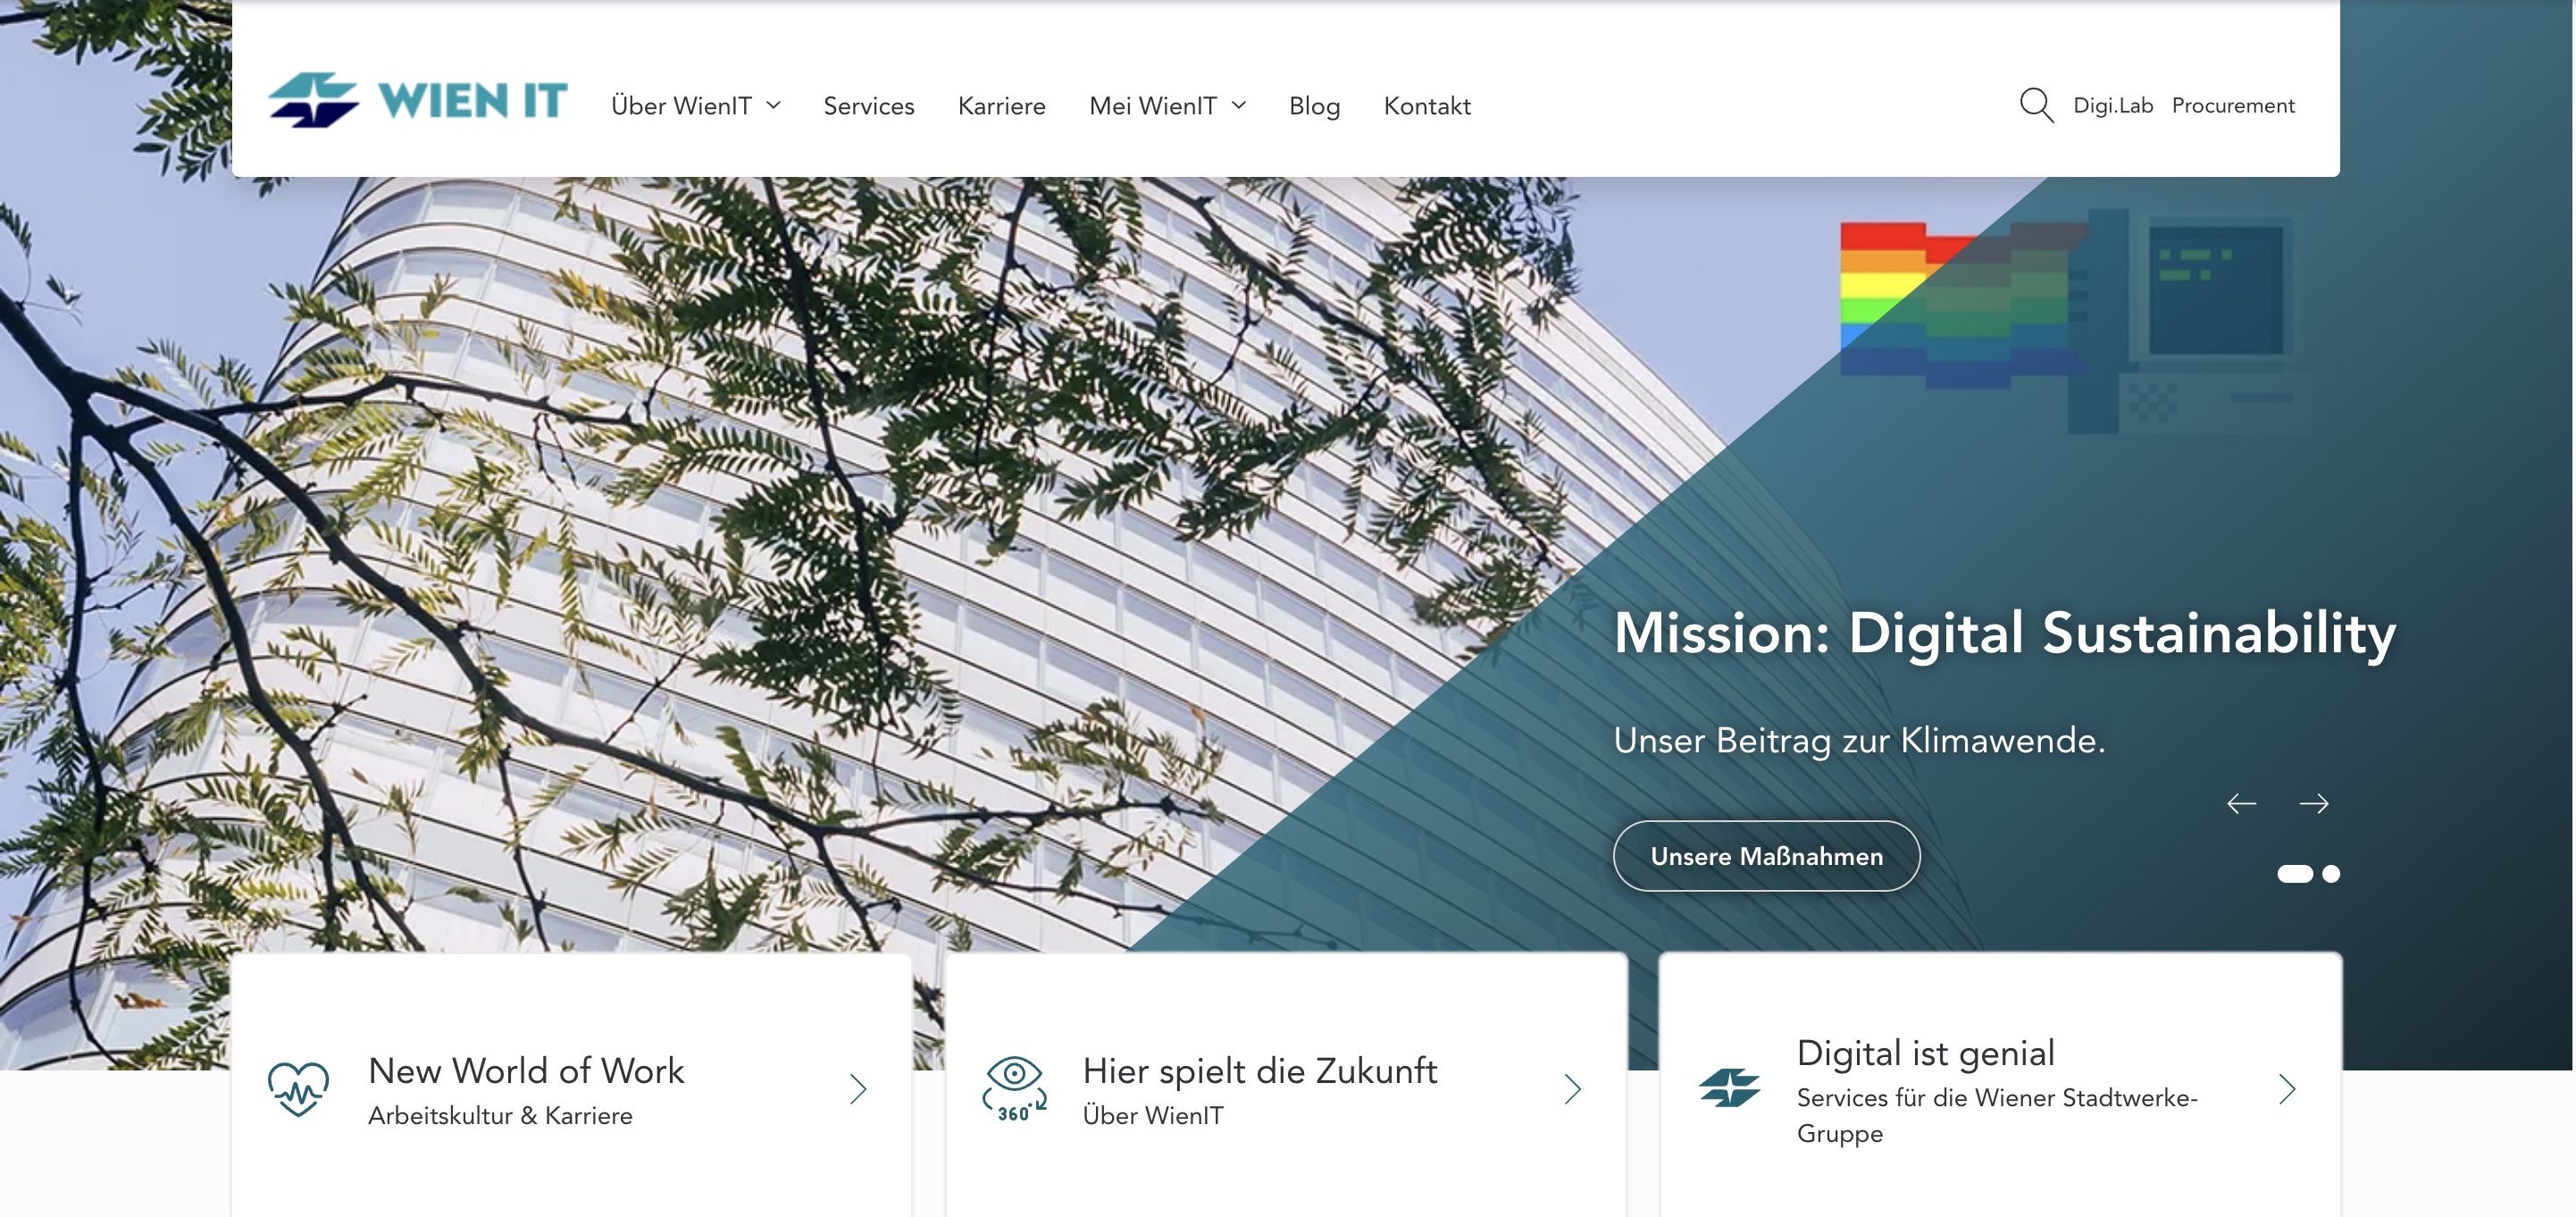 WIEN IT
Über WienIT
Services
Karriere
Mei WienIT
Blog
Kontakt
Digi.Lab
Procurement
Mission: Digital Sustainability
Unser Beitrag zur Klimawende.
Unsere Maßnahmen
New World of Work
Arbeitskultur & Karriere
360°
Hier spielt die Zukunft
Über WienIT
Digital ist genial
Services für die Wiener Stadtwerke-
Gruppe